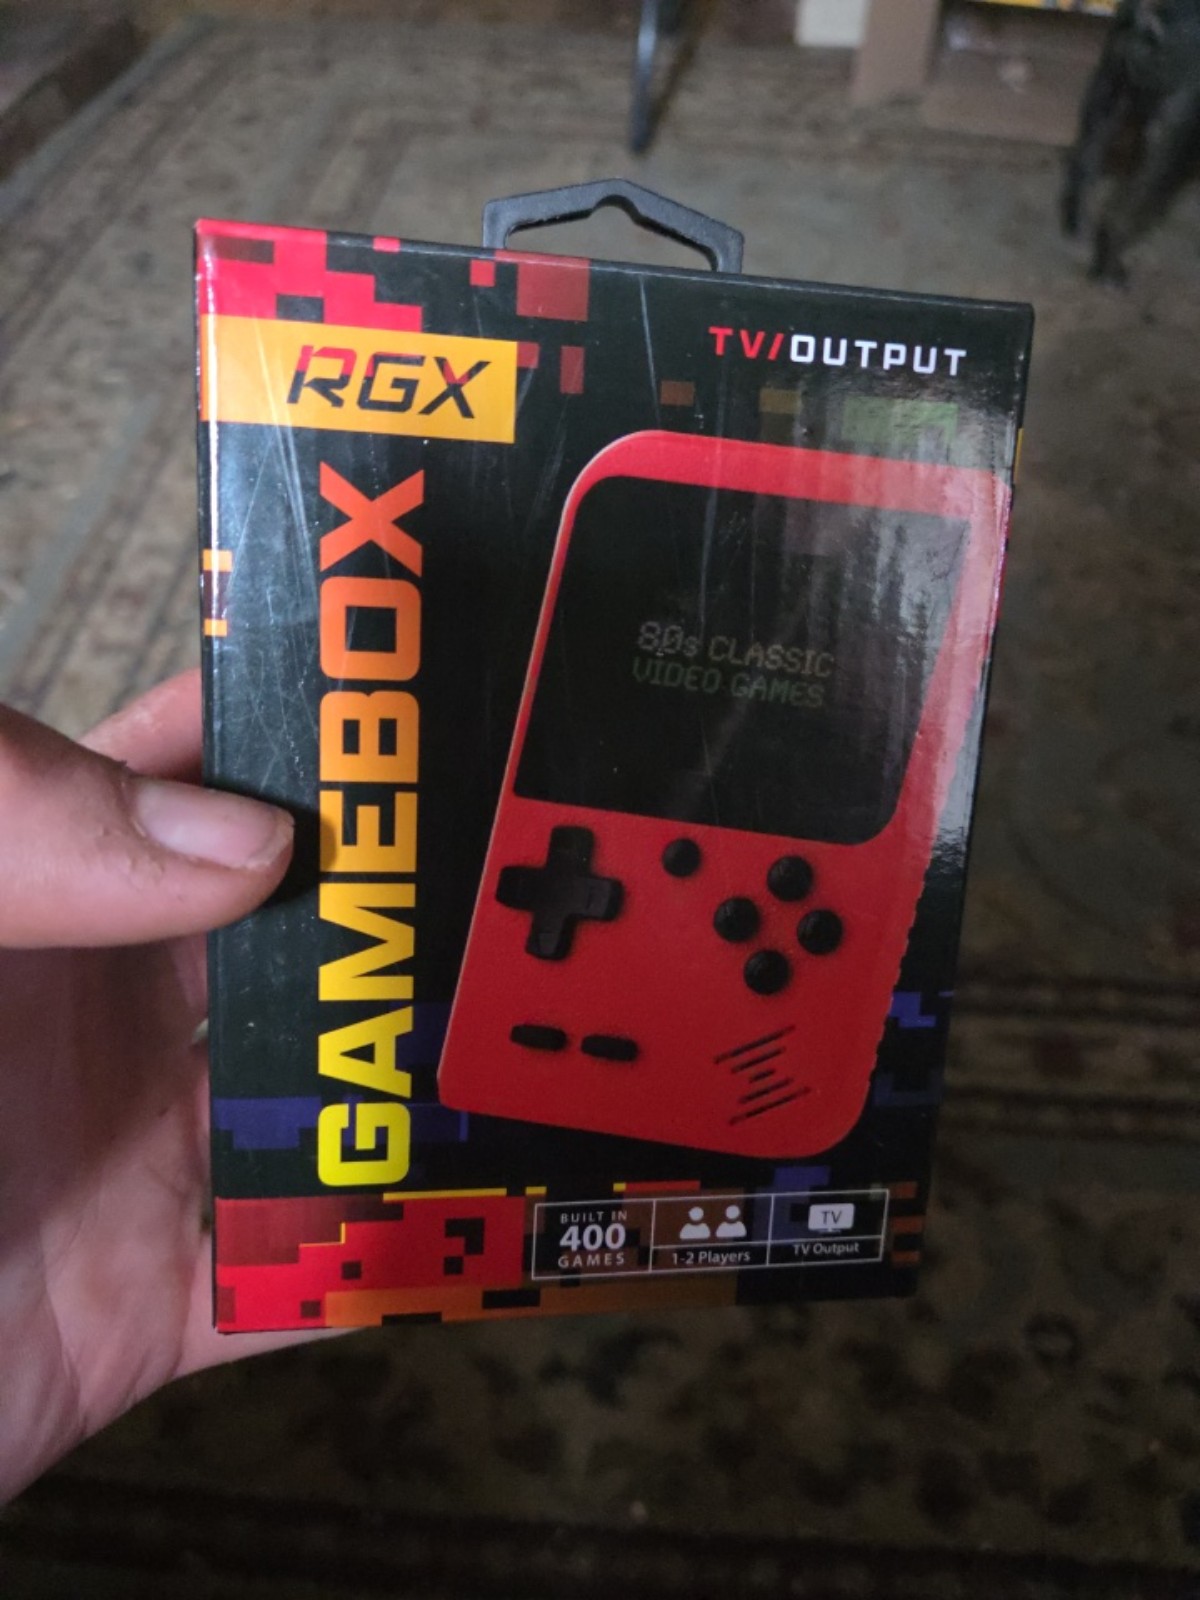 RGX
TV/OUTPUT
GAMEBOX
80s CLASSIC
VIDEO GAMES
BUILT IN
400
GAMES
1-2 Players
TV
TV Output